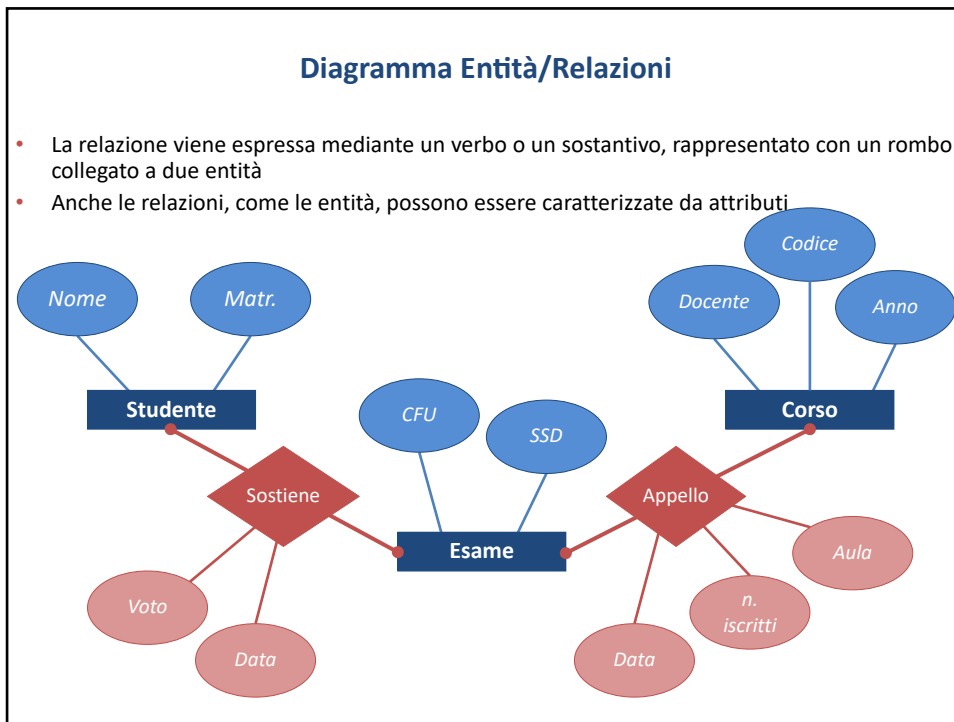 Diagramma Entità/Relazioni
• La relazione viene espressa mediante un verbo o un sostantivo, rappresentato con un rombo
collegato a due entità
• Anche le relazioni, come le entità, possono essere caratterizzate da attributi
Codice
Nome
Matr.
Docente
Anno
Studente
CFU
SSD
Corso
Sostiene
Appello
Esame
Voto
Data
Data
n.
iscritti
Aula